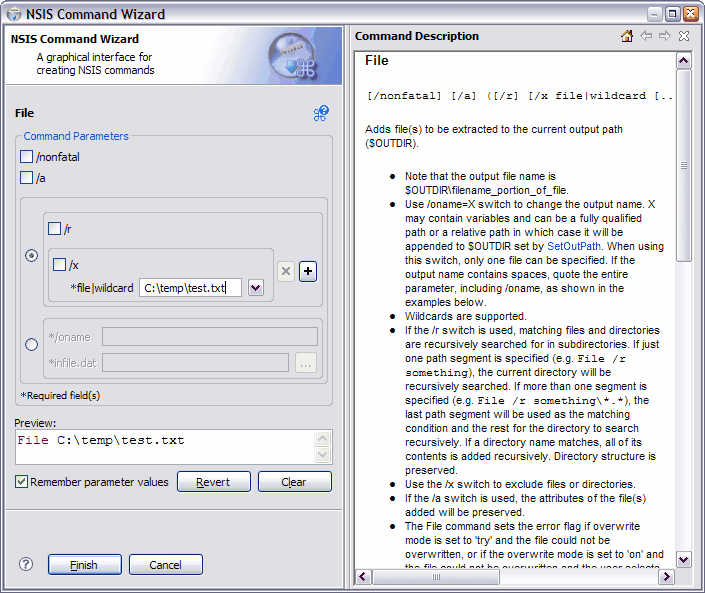 NSIS Command Wizard
NSIS Command Wizard
A graphical interface for
creating NSIS commands
File
Command Parameters
/nonfatal
/a
/r
/x
*file|wildcard C:\temp\test.txt
*/oname
*infile.dat ...
*Required field(s)
Preview:
File C:\temp\test.txt
Remember parameter values Revert Clear
Finish Cancel
Command Description
File
[/nonfatal] [/a] ([/r] [/x file|wildcard [..
Adds file(s) to be extracted to the current output path
($OUTDIR).
● Note that the output file name is
$OUTDIR\filename_portion_of_file.
● Use /oname=X switch to change the output name. X
may contain variables and can be a fully qualified
path or a relative path in which case it will be
appended to $OUTDIR set by SetOutPath. When using
this switch, only one file can be specified. If the
output name contains spaces, quote the entire
parameter, including /oname, as shown in the
examples below.
● Wildcards are supported.
● If the /r switch is used, matching files and directories
are recursively searched for in subdirectories. If just
one path segment is specified (e.g. File /r
something), the current directory will be
recursively searched. If more than one segment is
specified (e.g. File /r something\*.*), the
last path segment will be used as the matching
condition and the rest for the directory to search
recursively. If a directory name matches, all of its
contents is added recursively. Directory structure is
preserved.
● Use the /x switch to exclude files or directories.
● If the /a switch is used, the attributes of the file(s)
added will be preserved.
● The File command sets the error flag if overwrite
mode is set to 'try' and the file could not be
overwritten, or if the overwrite mode is set to 'on' and
the file could not be overwritten and the user selects